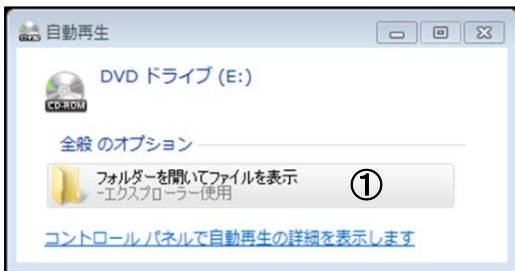 自動再生
DVD ドライブ (E:)
CD-ROM
全般 のオプション
フォルダーを開いてファイルを表示
-エクスプローラー使用
①
コントロール パネルで自動再生の詳細を表示します